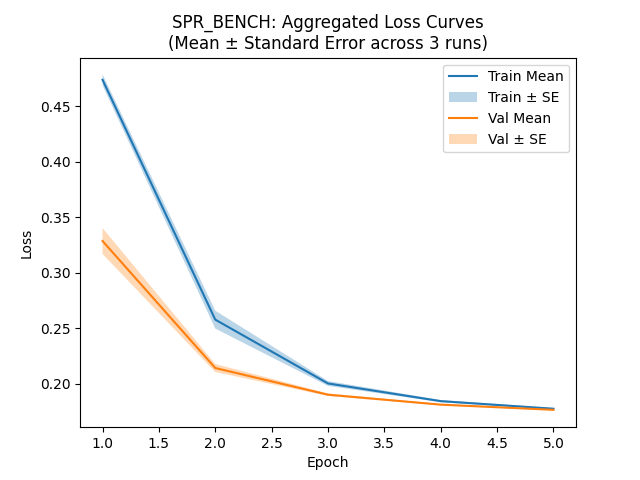 SPR_BENCH: Aggregated Loss Curves
(Mean ± Standard Error across 3 runs)
Train Mean
Train ± SE
Val Mean
Val ± SE
Loss
0.45
0.40
0.35
0.30
0.25
0.20
1.0 1.5 2.0 2.5 3.0 3.5 4.0 4.5 5.0
Epoch